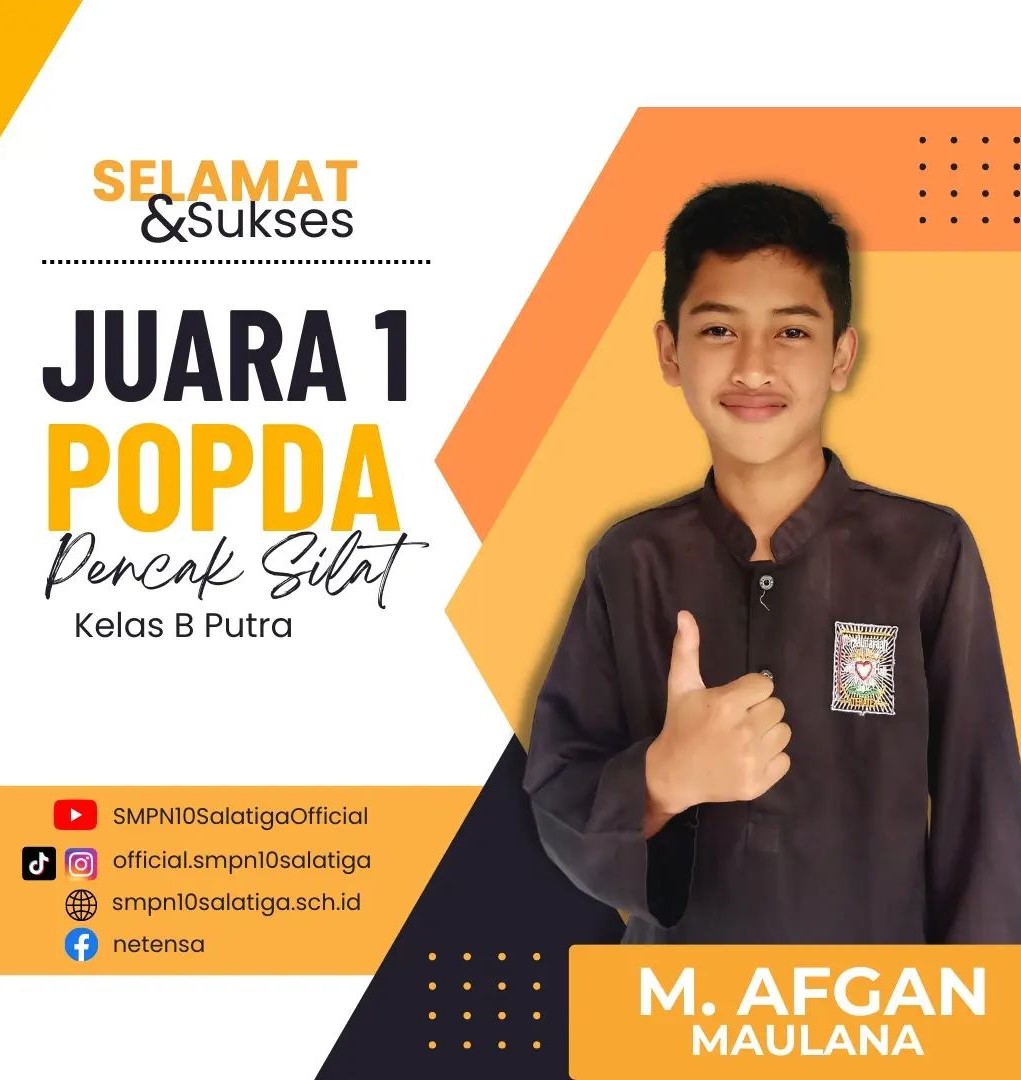 SELAMAT
&Sukses
JUARA 1
POPDA
Pencak Silat
Kelas B Putra
SMPN10SalatigaOfficial
official.smpn10salatiga
smpn10salatiga.sch.id
netensa
M. AFGAN
MAULANA